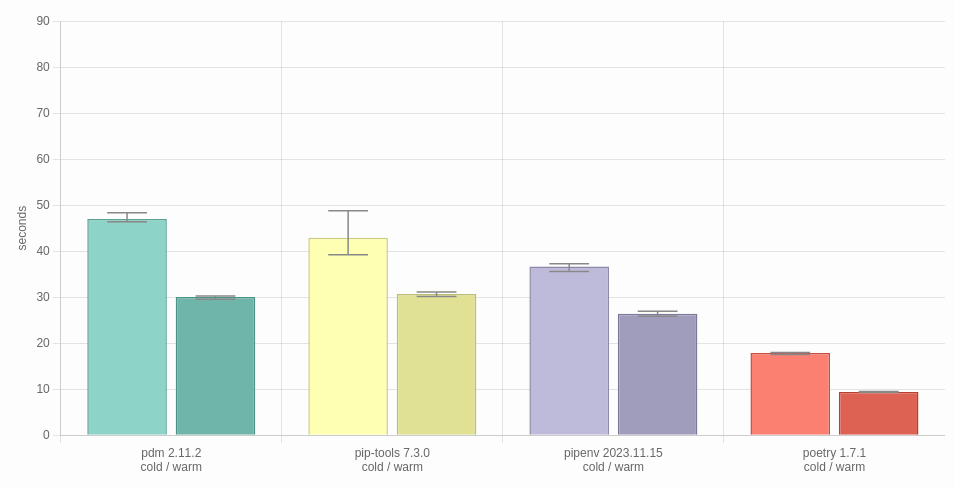 90
80
70
60
50
40
30
20
10
0
seconds
pdm 2.11.2
cold / warm
pip-tools 7.3.0
cold / warm
pipenv 2023.11.15
cold / warm
poetry 1.7.1
cold / warm